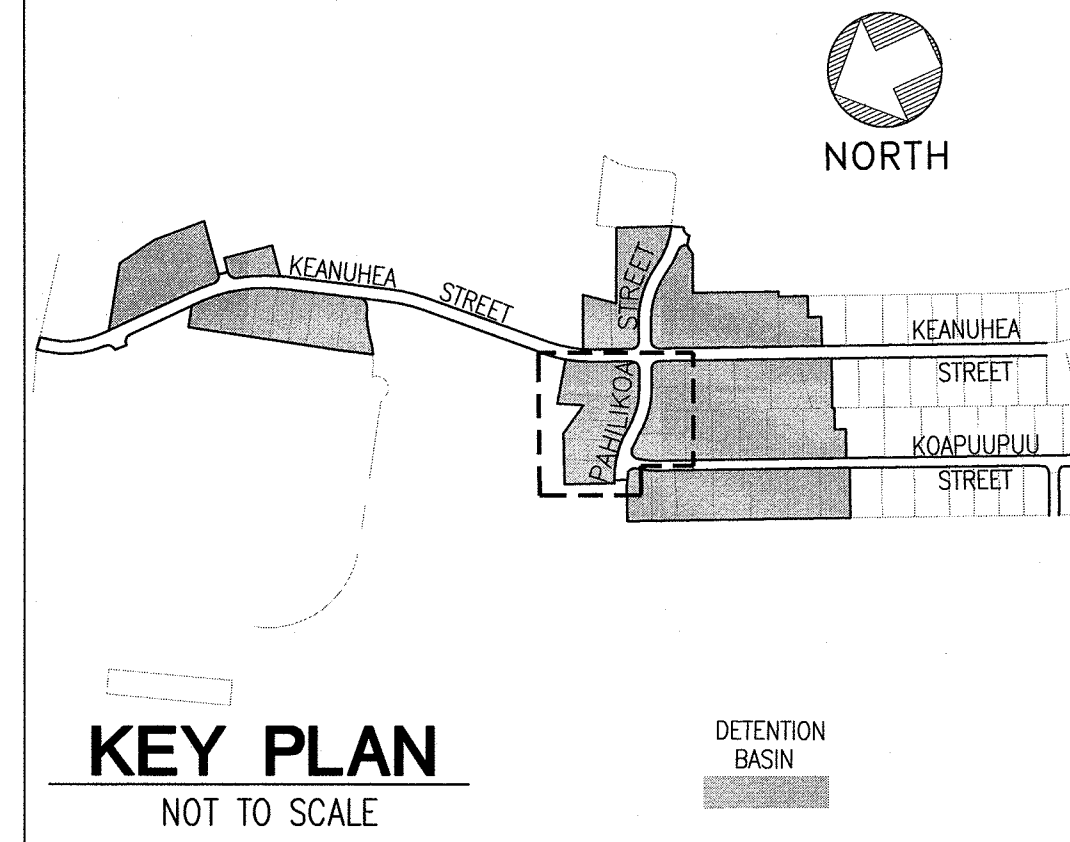 NORTH
KEANUHEA
STREET
STREET
PAHILIKOA
KEANUHEA
STREET
KOAPUUPUU
STREET
KEY PLAN
NOT TO SCALE
DETENTION
BASIN